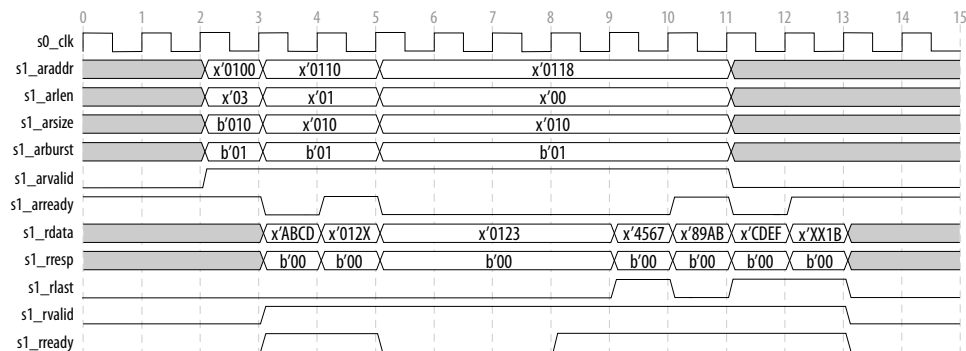 0 1 2 3 4 5 6 7 8 9 10 11 12 13 14 15
s0_clk
s1_araddr x'0100 x'0110 x'0118
s1_arlen x'03 x'01 x'00
s1_arsize b'010 x'010 x'010
s1_arburst b'01 b'01 b'01
s1_arvalid
s1_arready
s1_rdata x'ABCD x'012X x'0123 x'4567 x'89AB x'CDEF x'XX1B
s1_rresp b'00 b'00 b'00 b'00 b'00 b'00 b'00
s1_rlast
s1_rvalid
s1_rready